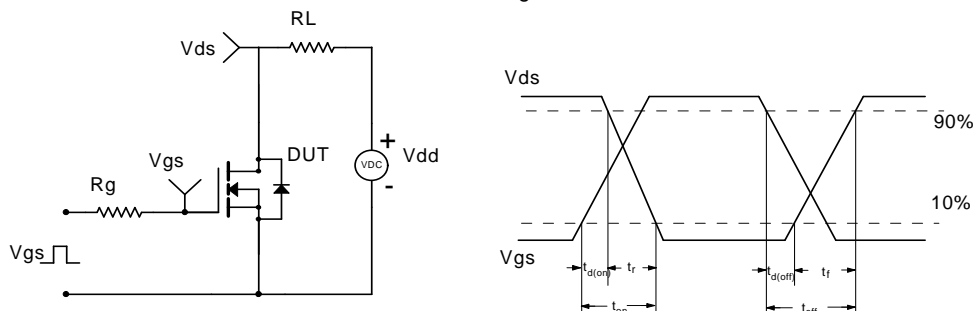 RL
Vds
Vgs
DUT
Rg
+
VDC
Vdd
-
Vgs
Vds
90%
10%
Vgs
td(on)
tr
td(off)
tf
ton
toff